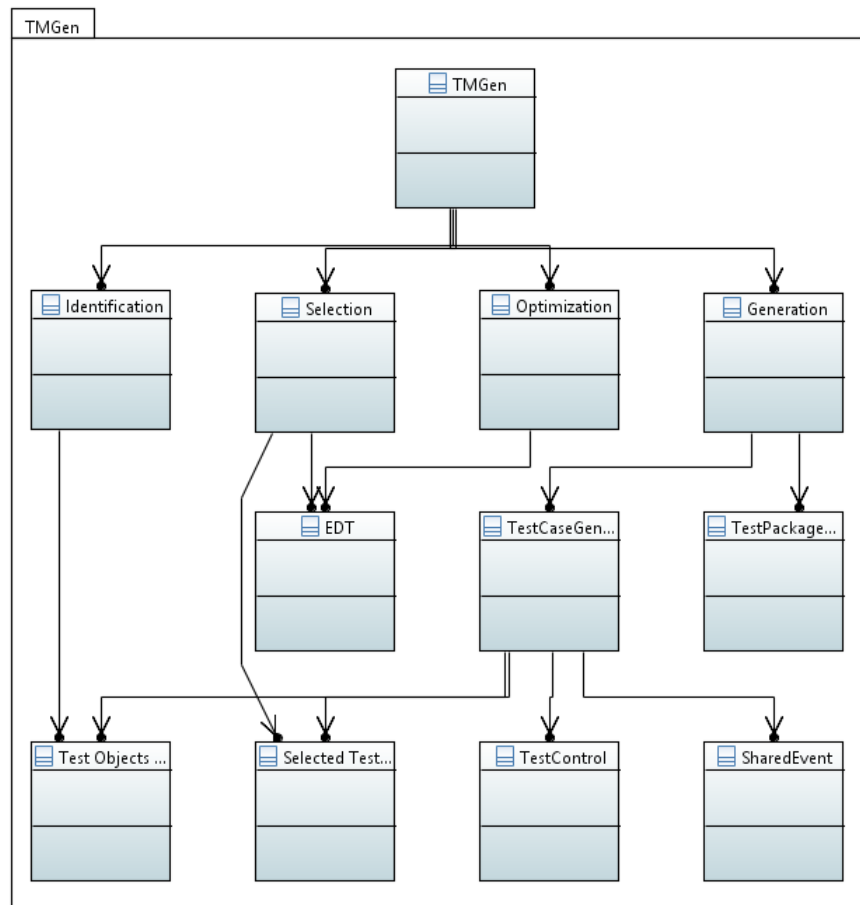 TMGen
TMGen
Identification
Selection
Optimization
Generation
EDT
TestCaseGen...
TestPackage...
Test Objects ...
Selected Test...
TestControl
SharedEvent